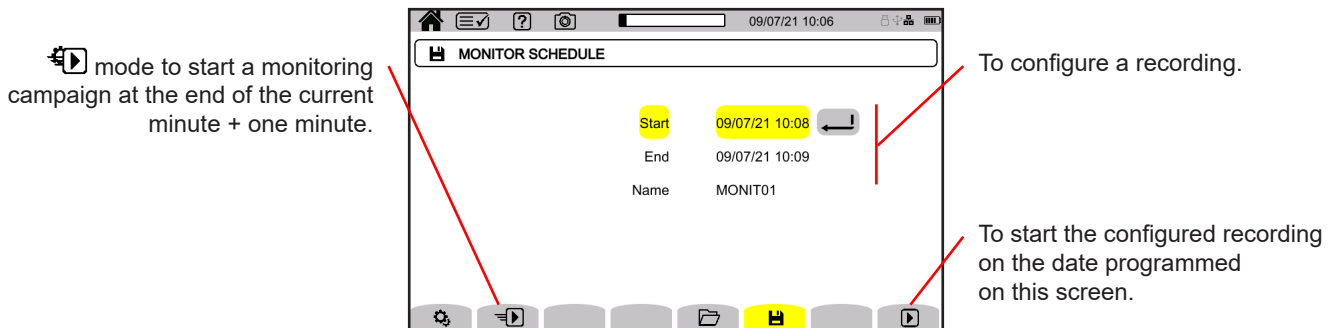 09/07/21 10:06
MONITOR SCHEDULE
mode to start a monitoring
campaign at the end of the current
minute + one minute.
To configure a recording.
Start 09/07/21 10:08
End 09/07/21 10:09
Name MONIT01
To start the configured recording
on the date programmed
on this screen.